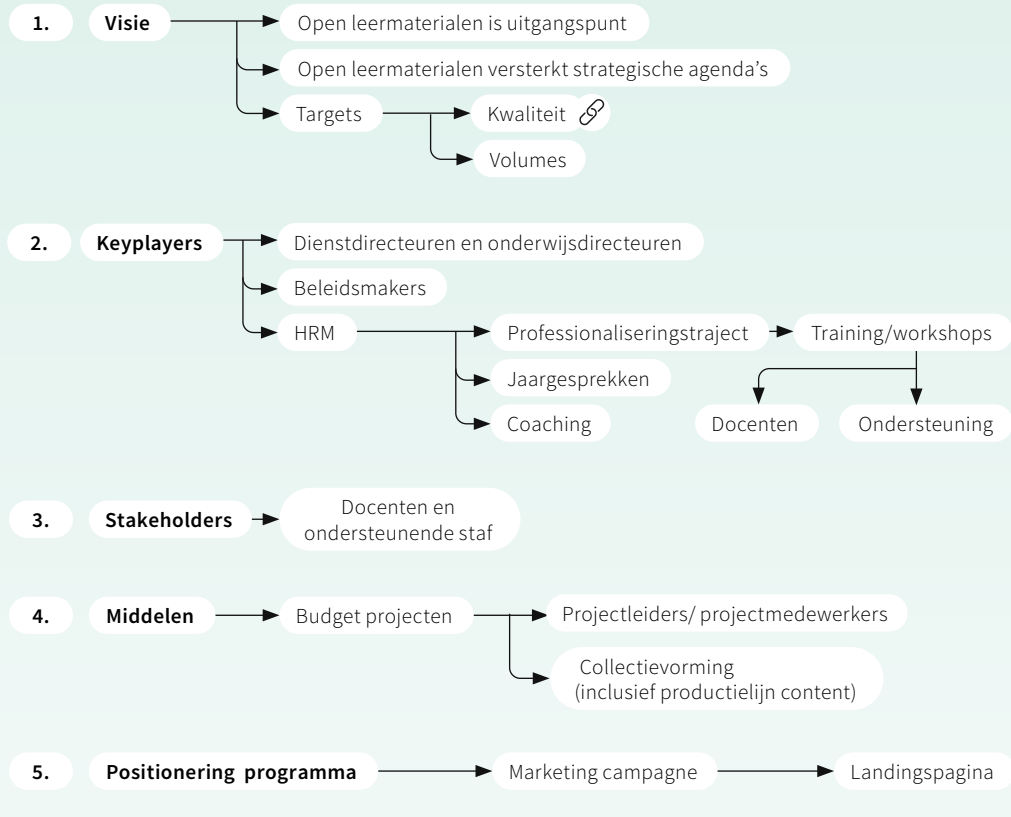 1. Visie Open leermaterialen is uitgangspunt
Open leermaterialen versterkt strategische agenda’s
Targets Kwaliteit
Volumes
2. Keyplayers Dienstdirecteuren en onderwijsdirecteuren
Beleidsmakers
HRM Professionaliseringstraject Training/workshops
Jaargesprekken
Coaching Docenten Ondersteuning
3. Stakeholders Docenten en
ondersteunende staf
4. Middelen Budget projecten Projectleiders/ projectmedewerkers
Collectievorming
(inclusief productielijn content)
5. Positionering programma Marketing campagne Landingspagina